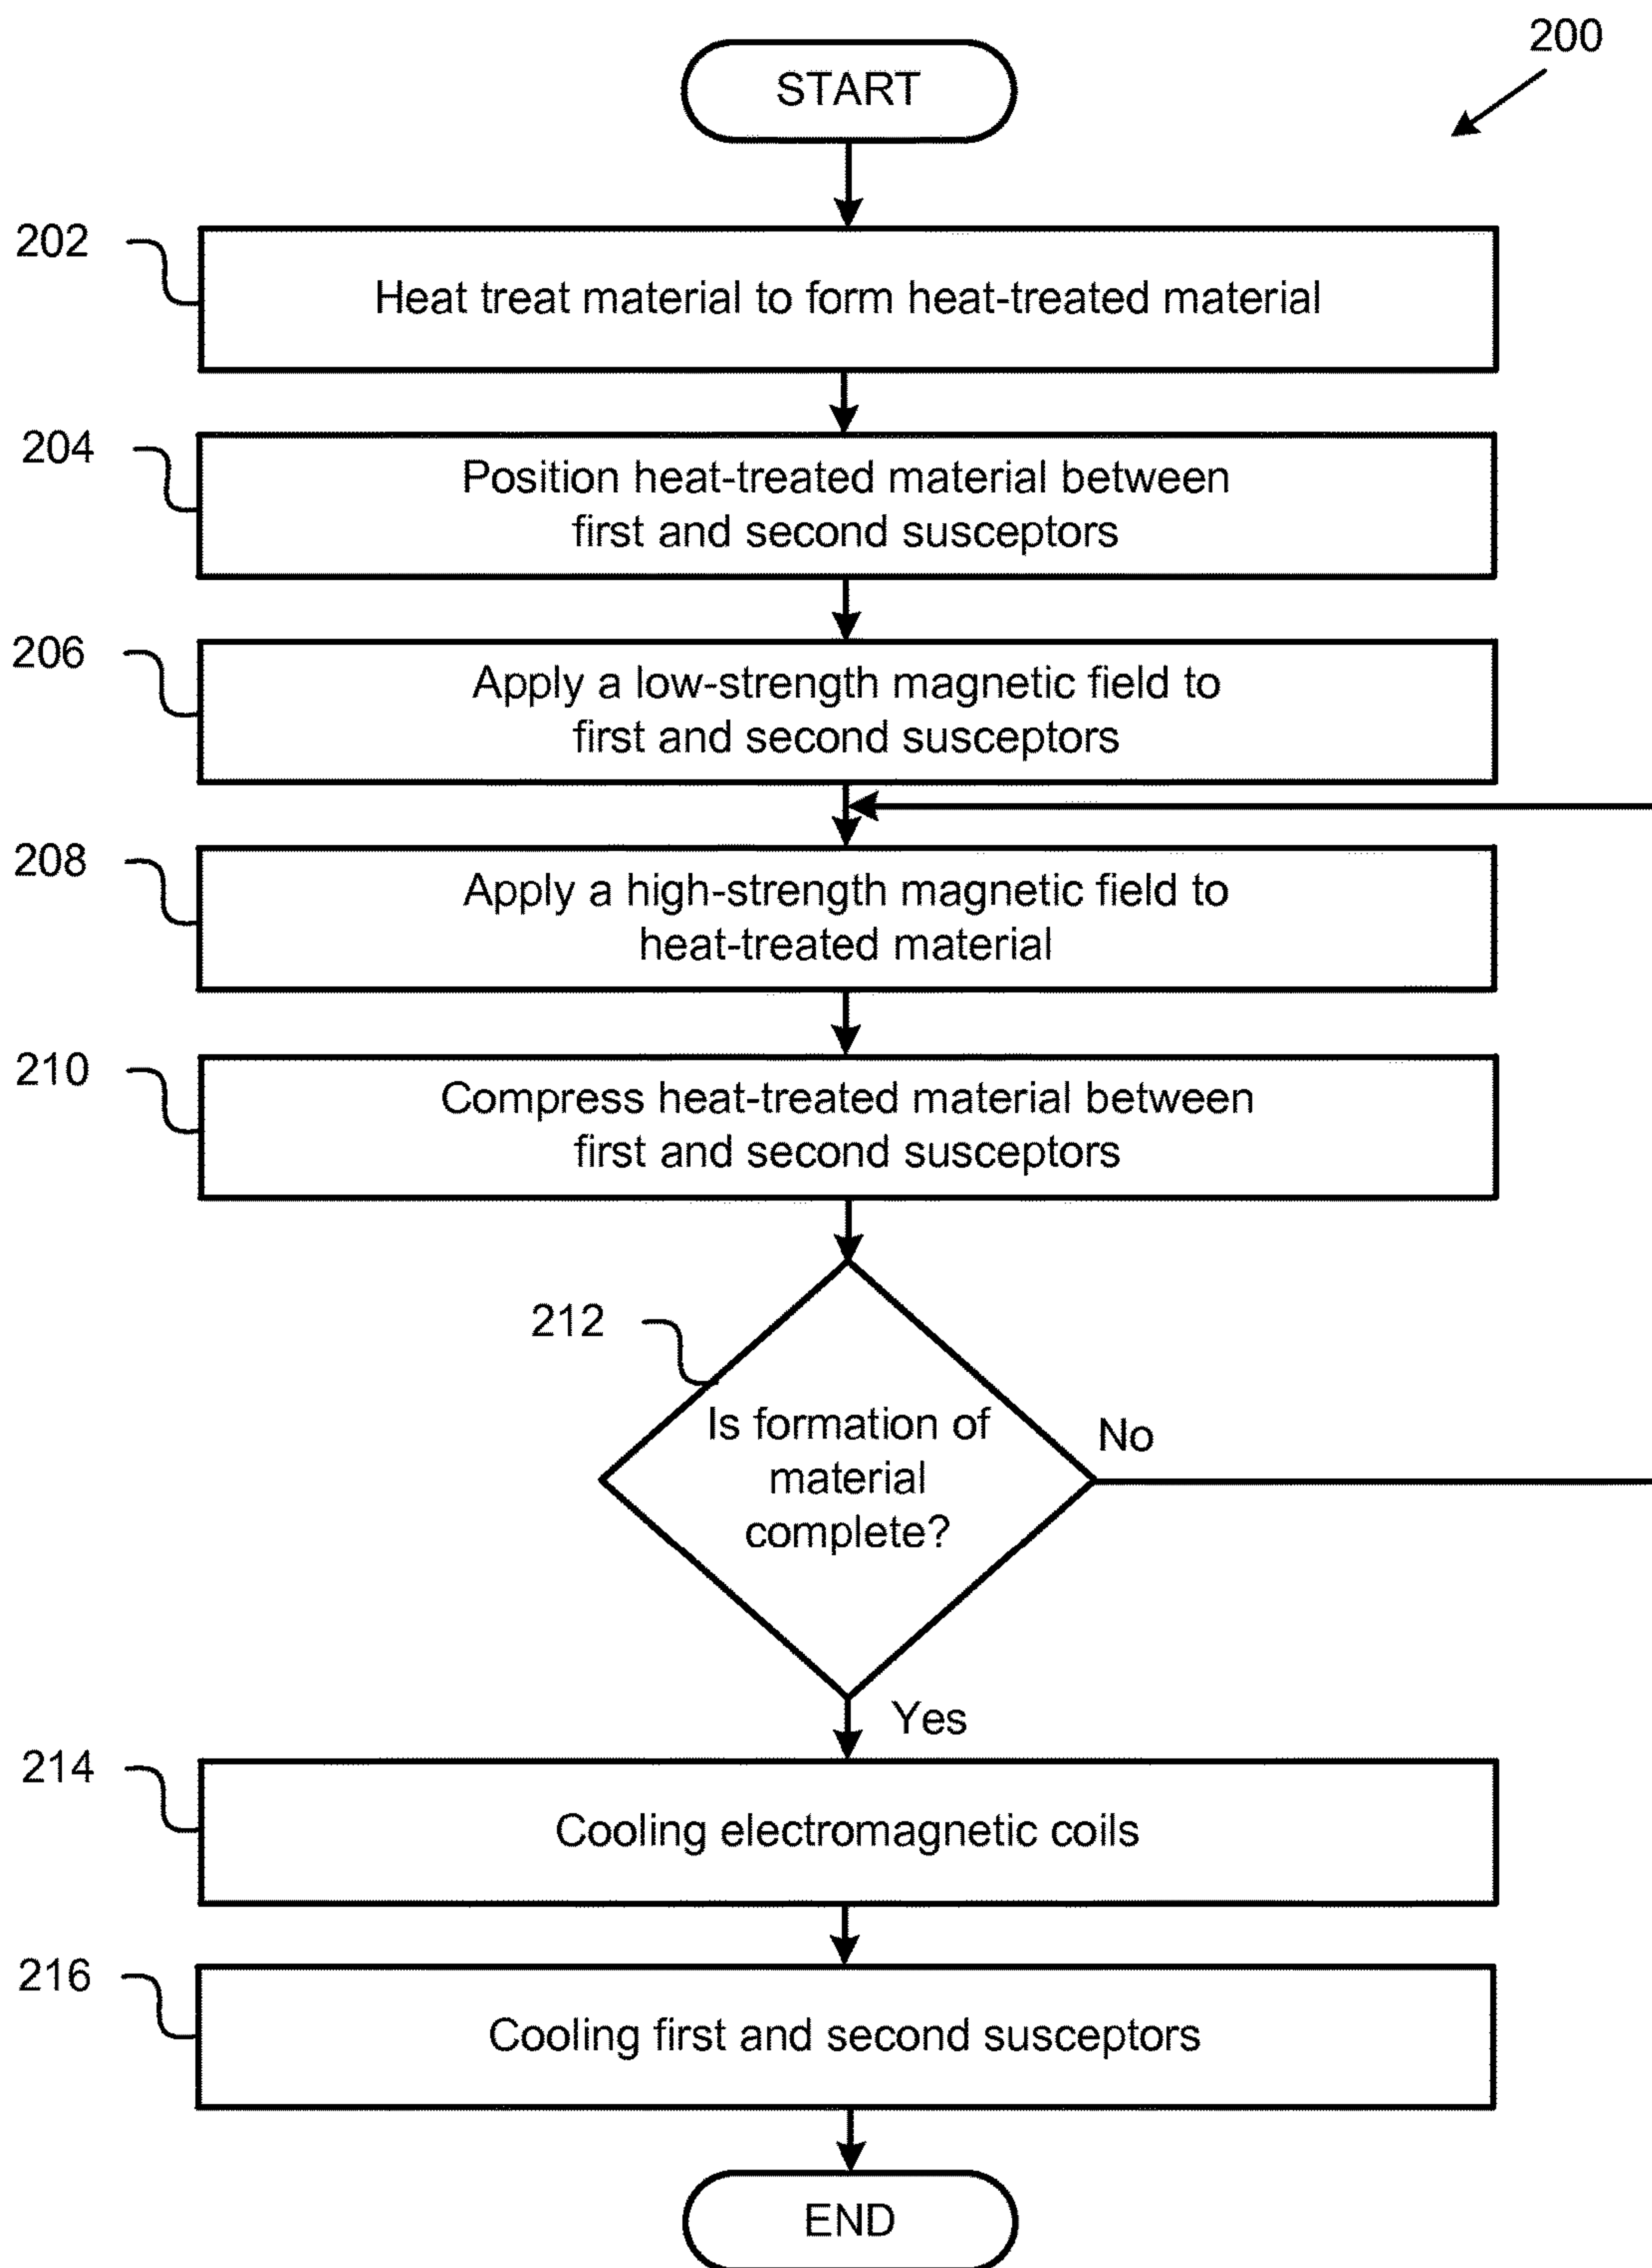 200
START
202
Heat treat material to form heat-treated material
204
Position heat-treated material between
first and second susceptors
206
Apply a low-strength magnetic field to
first and second susceptors
208
Apply a high-strength magnetic field to
heat-treated material
210
Compress heat-treated material between
first and second susceptors
212
Is formation of
material
complete?
No
Yes
214
Cooling electromagnetic coils
216
Cooling first and second susceptors
END